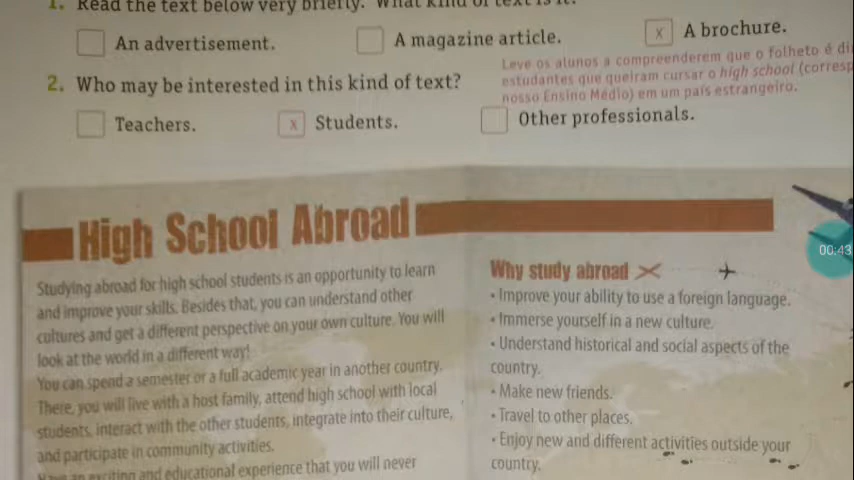 1. Read the text below very briefly. What kind of text is it?
An advertisement.
A magazine article.
x A brochure.
Leve os alunos a compreenderem que o folheto é di
estudantes que queiram cursar o high school (corresp
nosso Ensino Médio) em um país estrangeiro.
2. Who may be interested in this kind of text?
Teachers.
x Students.
Other professionals.
High School Abroad
Studying abroad for high school students is an opportunity to learn
and improve your skills. Besides that, you can understand other
cultures and get a different perspective on your own culture. You will
look at the world in a different way!
You can spend a semester or a full academic year in another country.
There, you will live with a host family, attend high school with local
students, interact with the other students, integrate into their culture,
and participate in community activities.
Have an exciting and educational experience that you will never
Why study abroad
• Improve your ability to use a foreign language.
• Immerse yourself in a new culture.
• Understand historical and social aspects of the
country.
• Make new friends.
• Travel to other places.
• Enjoy new and different activities outside your
country.
00:43